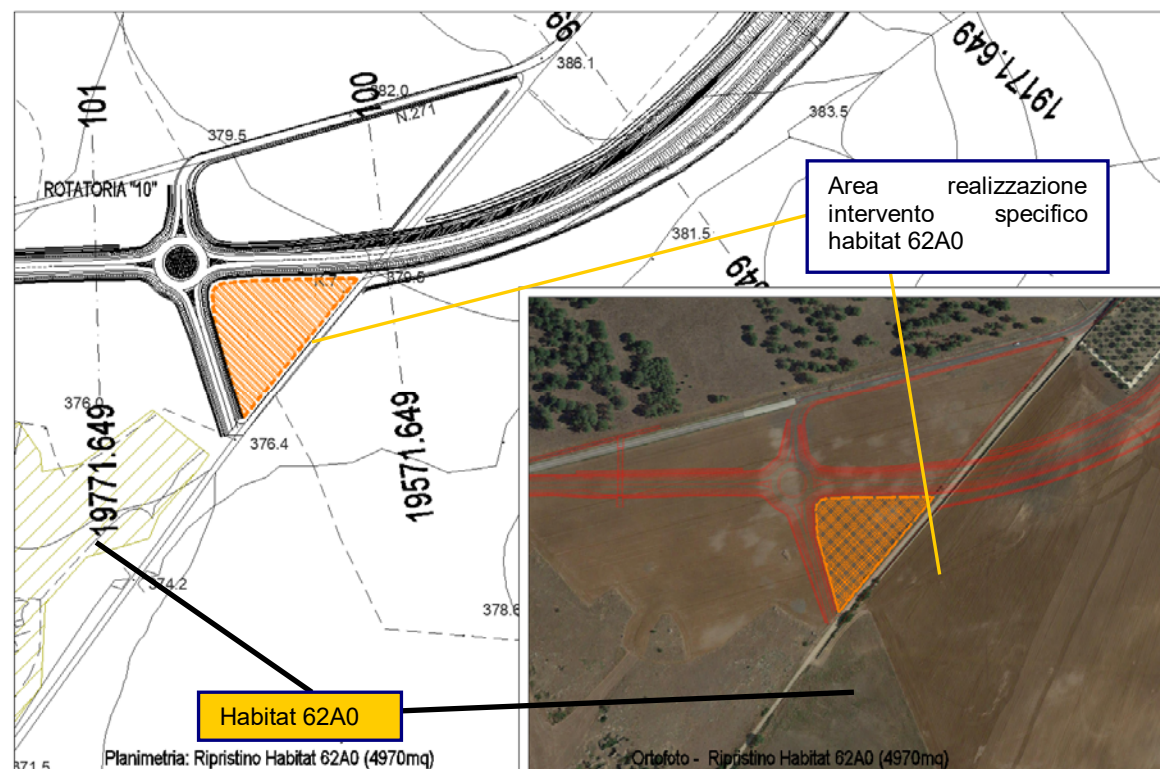 99
386.1
19171.649
101
100
382.0
N.271
383.5
379.5
ROTATORIA "10"
Area realizzazione
intervento specifico
habitat 62A0
381.5
379.5
R.7
376.0
376.4
19771.649
19571.649
374.2
378.6
Habitat 62A0
Planimetria: Ripristino Habitat 62A0 (4970mq)
Ortofoto - Ripristino Habitat 62A0 (4970mq)
371.5